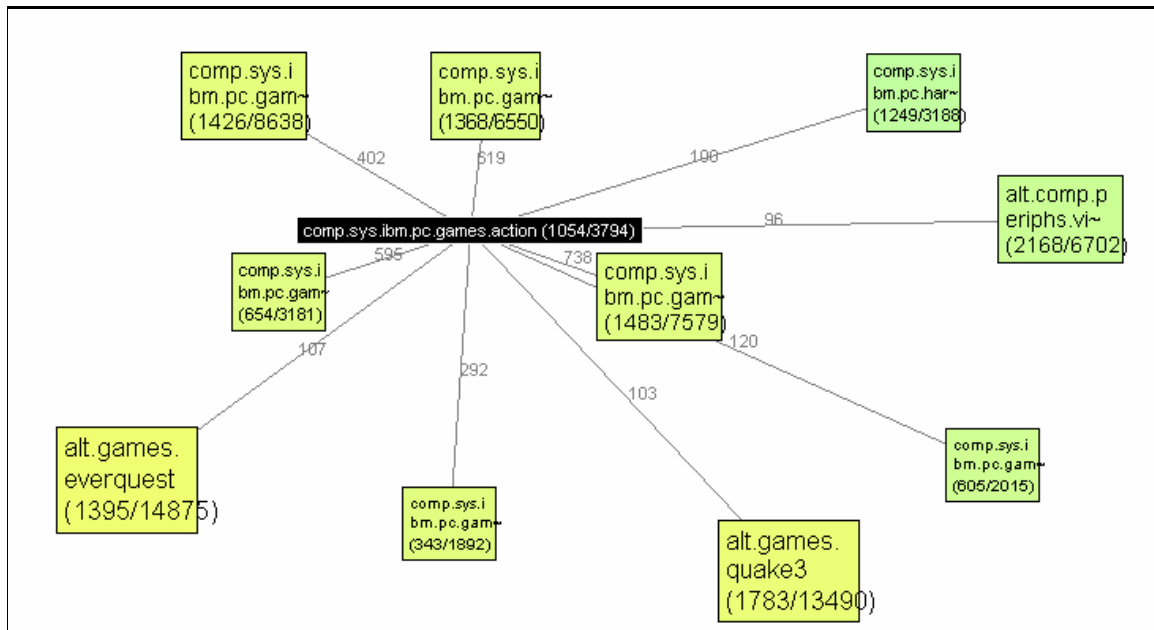 comp.sys.i
bm.pc.gam~
(1426/8638)
comp.sys.i
bm.pc.gam~
(1368/6550)
comp.sys.i
bm.pc.har~
(1249/3188)
402
619
100
alt.comp.p
eriphs.vi~
(2168/6702)
96
comp.sys.ibm.pc.games.action (1054/3794)
595
738
comp.sys.i
bm.pc.gam~
(654/3181)
comp.sys.i
bm.pc.gam~
(1483/7579)
107
292
120
103
alt.games.
everquest
(1395/14875)
comp.sys.i
bm.pc.gam~
(605/2015)
comp.sys.i
bm.pc.gam~
(343/1892)
alt.games.
quake3
(1783/13490)